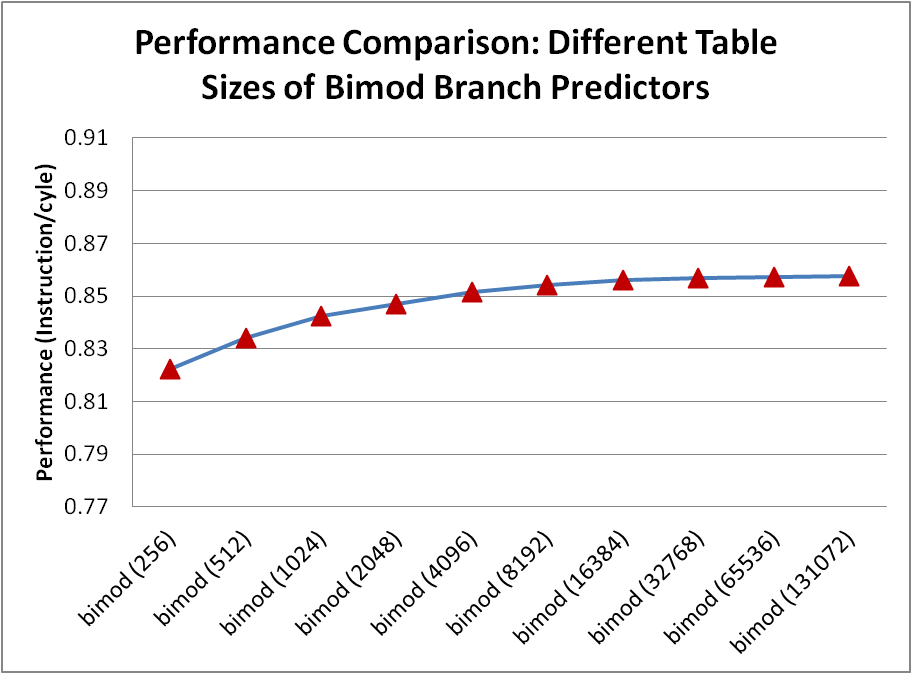 Performance Comparison: Different Table
Sizes of Bimod Branch Predictors
Performance (Instruction/cyle)
0.91
0.89
0.87
0.85
0.83
0.81
0.79
0.77
bimod (256)
bimod (512)
bimod (1024)
bimod (2048)
bimod (4096)
bimod (8192)
bimod (16384)
bimod (32768)
bimod (65536)
bimod (131072)